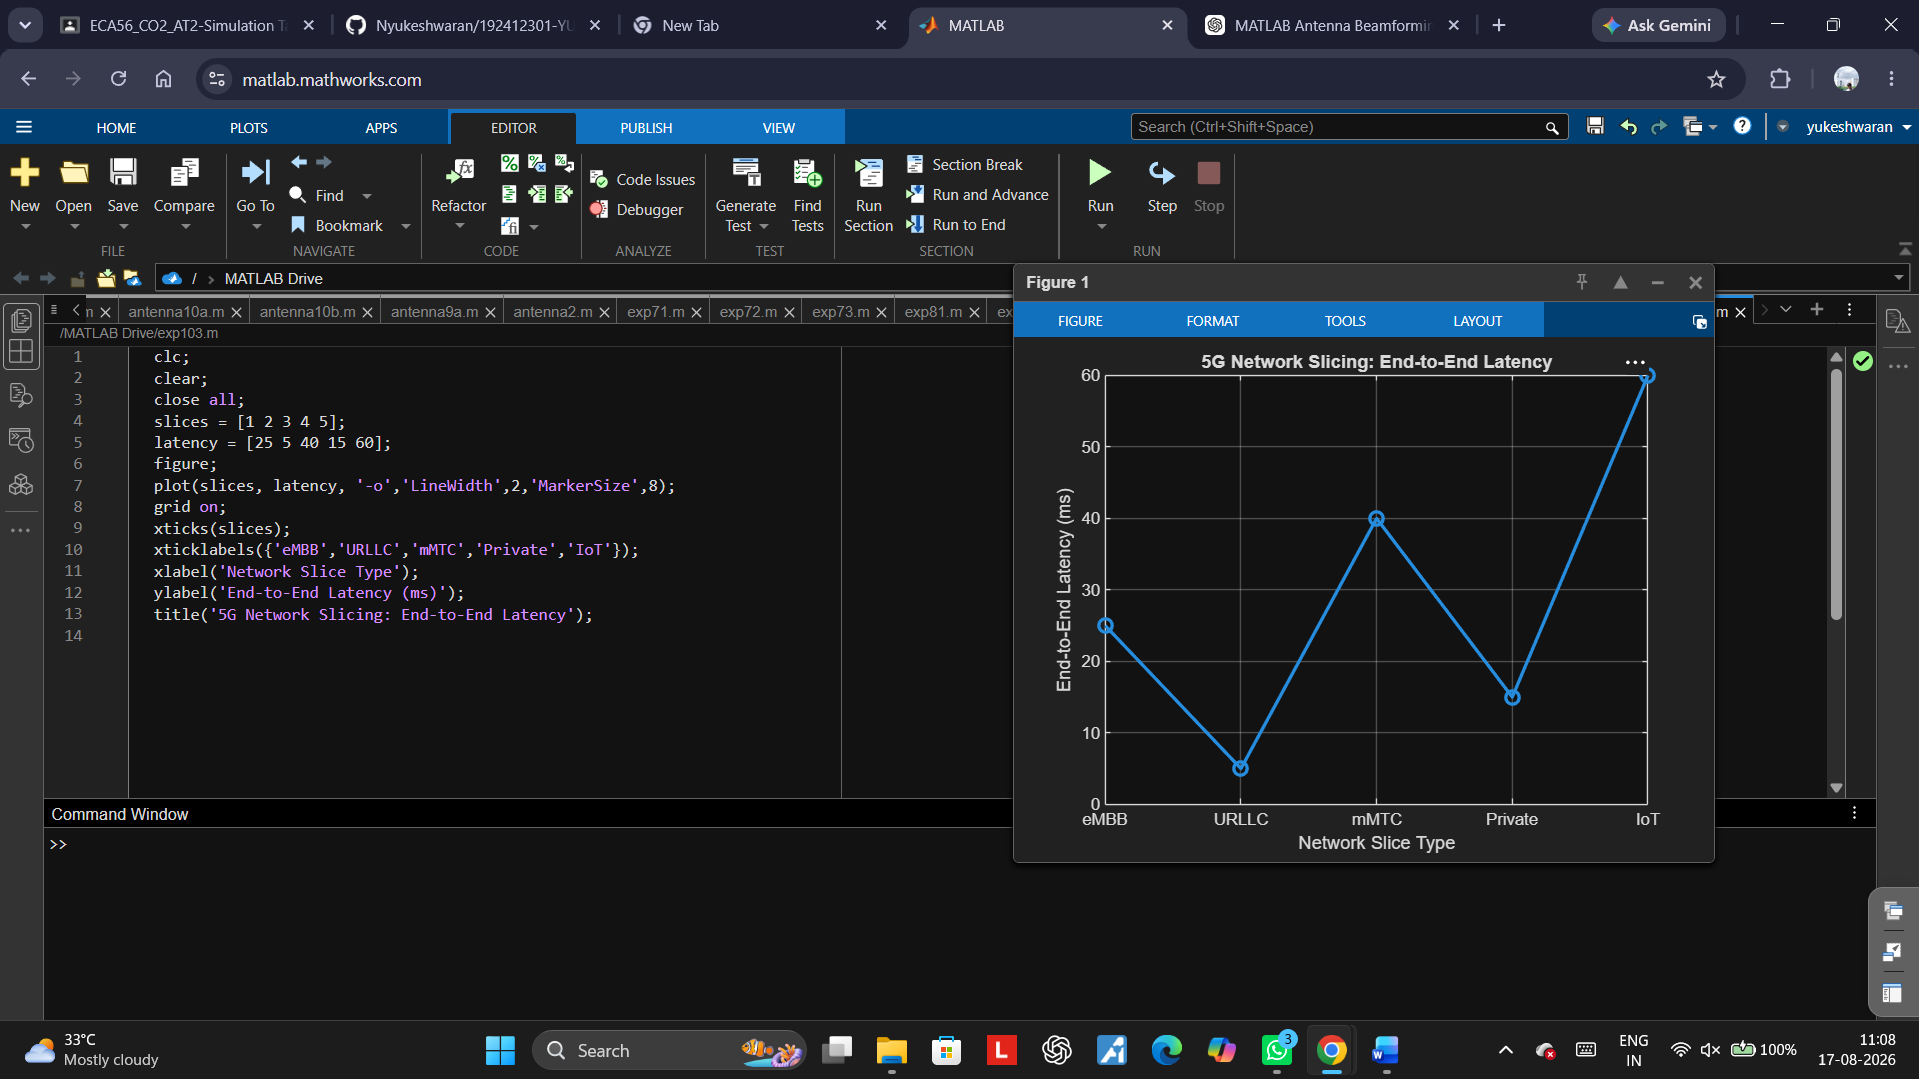 ECA56_CO2_AT2-Simulation T
Nyukeshwaran/192412301-YU
New Tab
MATLAB
MATLAB Antenna Beamformin
Ask Gemini
matlab.mathworks.com
HOME
PLOTS
APPS
EDITOR
PUBLISH
VIEW
Search (Ctrl+Shift+Space)
yukeshwaran
New
Open
Save
Compare
Go To
Find
Bookmark
Refactor
Code Issues
Debugger
Generate Test
Find Tests
Run Section
Section Break
Run and Advance
Run to End
Run
Step
Stop
FILE
NAVIGATE
CODE
ANALYZE
TEST
SECTION
RUN
/ › MATLAB Drive
antenna10a.m
antenna10b.m
antenna9a.m
antenna2.m
exp71.m
exp72.m
exp73.m
exp81.m
/MATLAB Drive/exp103.m
1 clc;
2 clear;
3 close all;
4 slices = [1 2 3 4 5];
5 latency = [25 5 40 15 60];
6 figure;
7 plot(slices, latency, '-o','LineWidth',2,'MarkerSize',8);
8 grid on;
9 xticks(slices);
10 xticklabels({'eMBB','URLLC','mMTC','Private','IoT'});
11 xlabel('Network Slice Type');
12 ylabel('End-to-End Latency (ms)');
13 title('5G Network Slicing: End-to-End Latency');
14
Figure 1
FIGURE
FORMAT
TOOLS
LAYOUT
5G Network Slicing: End-to-End Latency
60
50
40
30
20
10
0
End-to-End Latency (ms)
eMBB
URLLC
mMTC
Private
IoT
Network Slice Type
Command Window
>>
33°C
Mostly cloudy
Search
3
ENG
IN
100%
11:08
17-08-2026